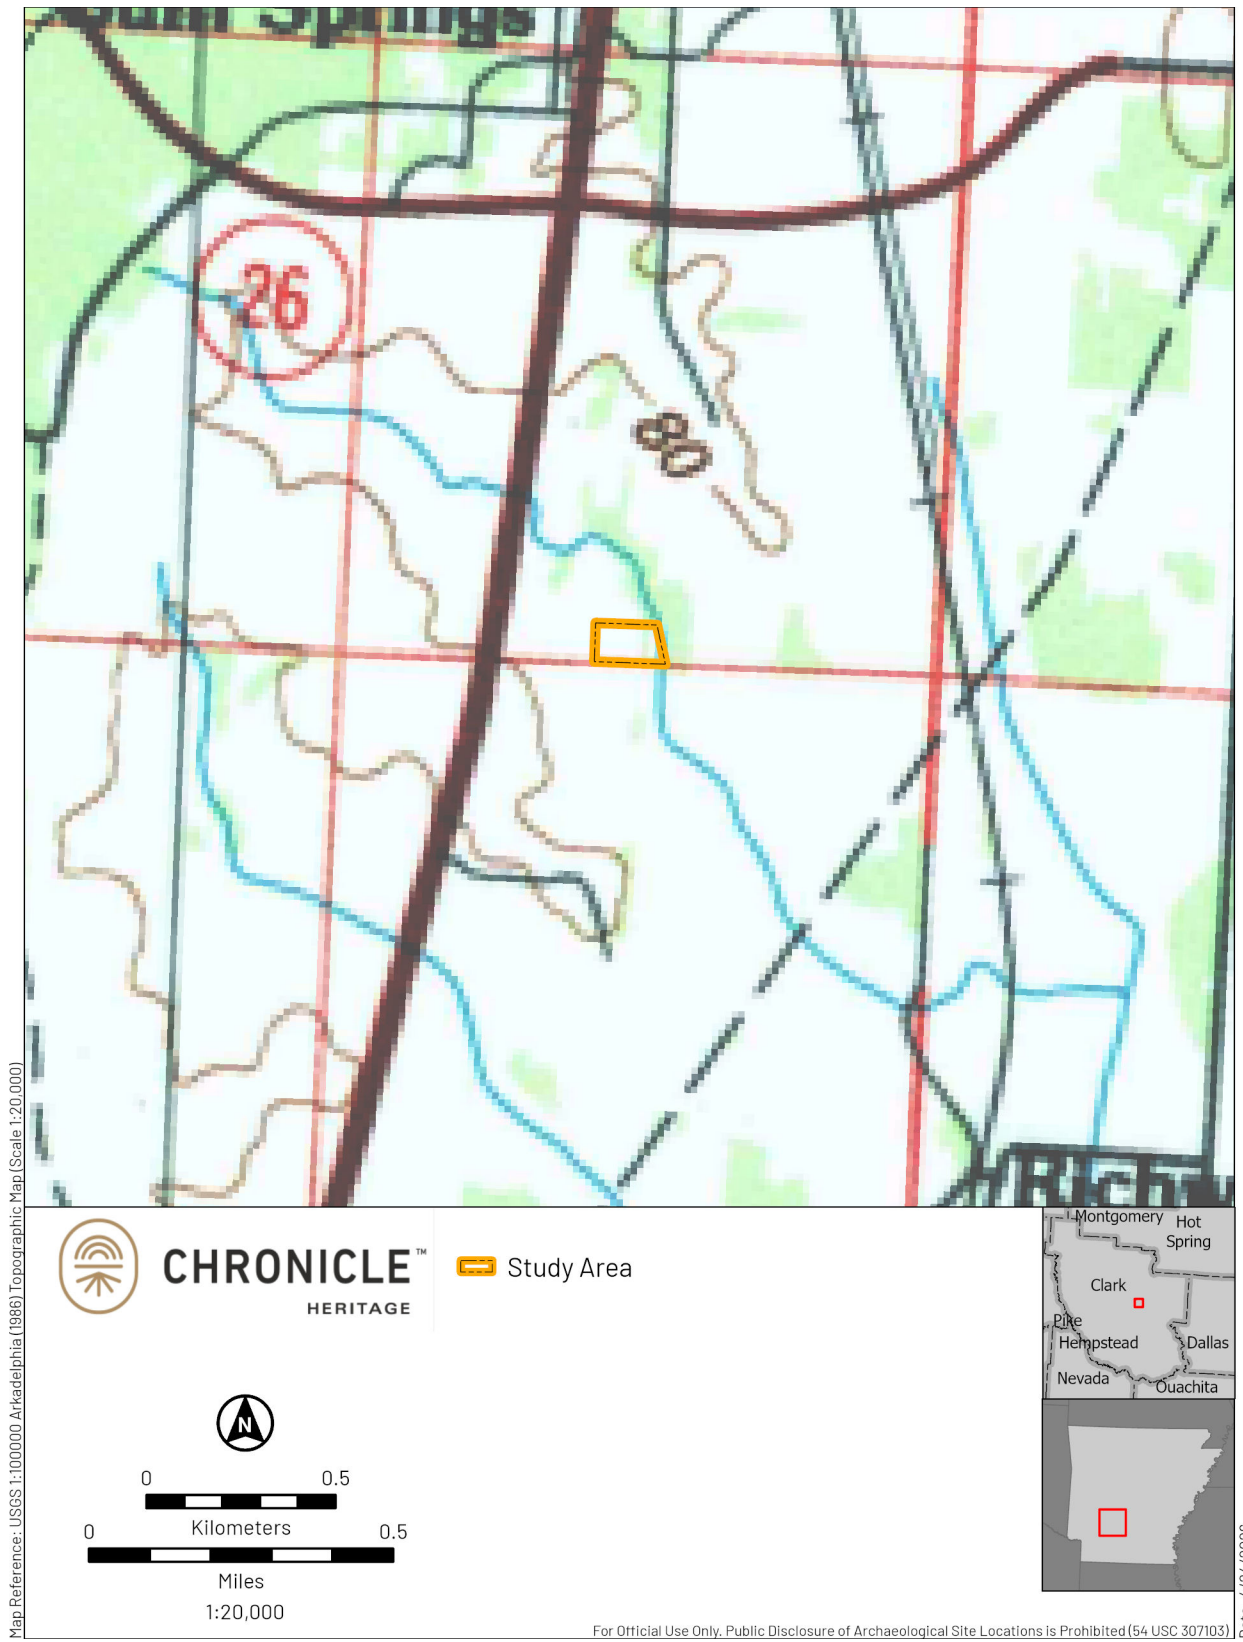 Springs
26
80
Map Reference: USGS 1:100000 Arkadelphia (1986) Topographic Map (Scale 1:20,000)
CHRONICLE™
HERITAGE
Study Area
N
0 0.5
Kilometers
0 0.5
Miles
1:20,000
Montgomery
Hot
Spring
Clark
Pike
Hempstead
Dallas
Nevada
Ouachita
For Official Use Only. Public Disclosure of Archaeological Site Locations is Prohibited (54 USC 307103)